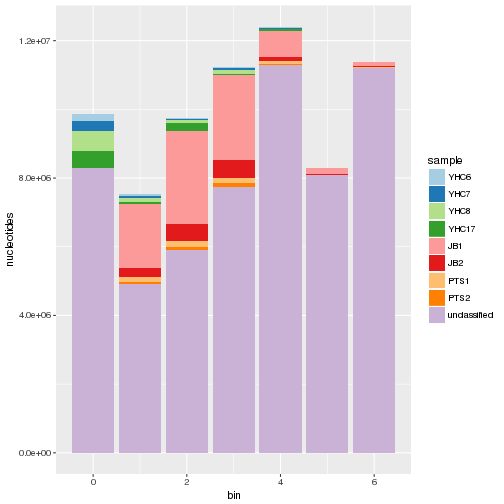 1.2e+07
8.0e+06
4.0e+06
0.0e+00
nucleotides
0
2
4
6
bin
sample
YHC6
YHC7
YHC8
YHC17
JB1
JB2
PTS1
PTS2
unclassified